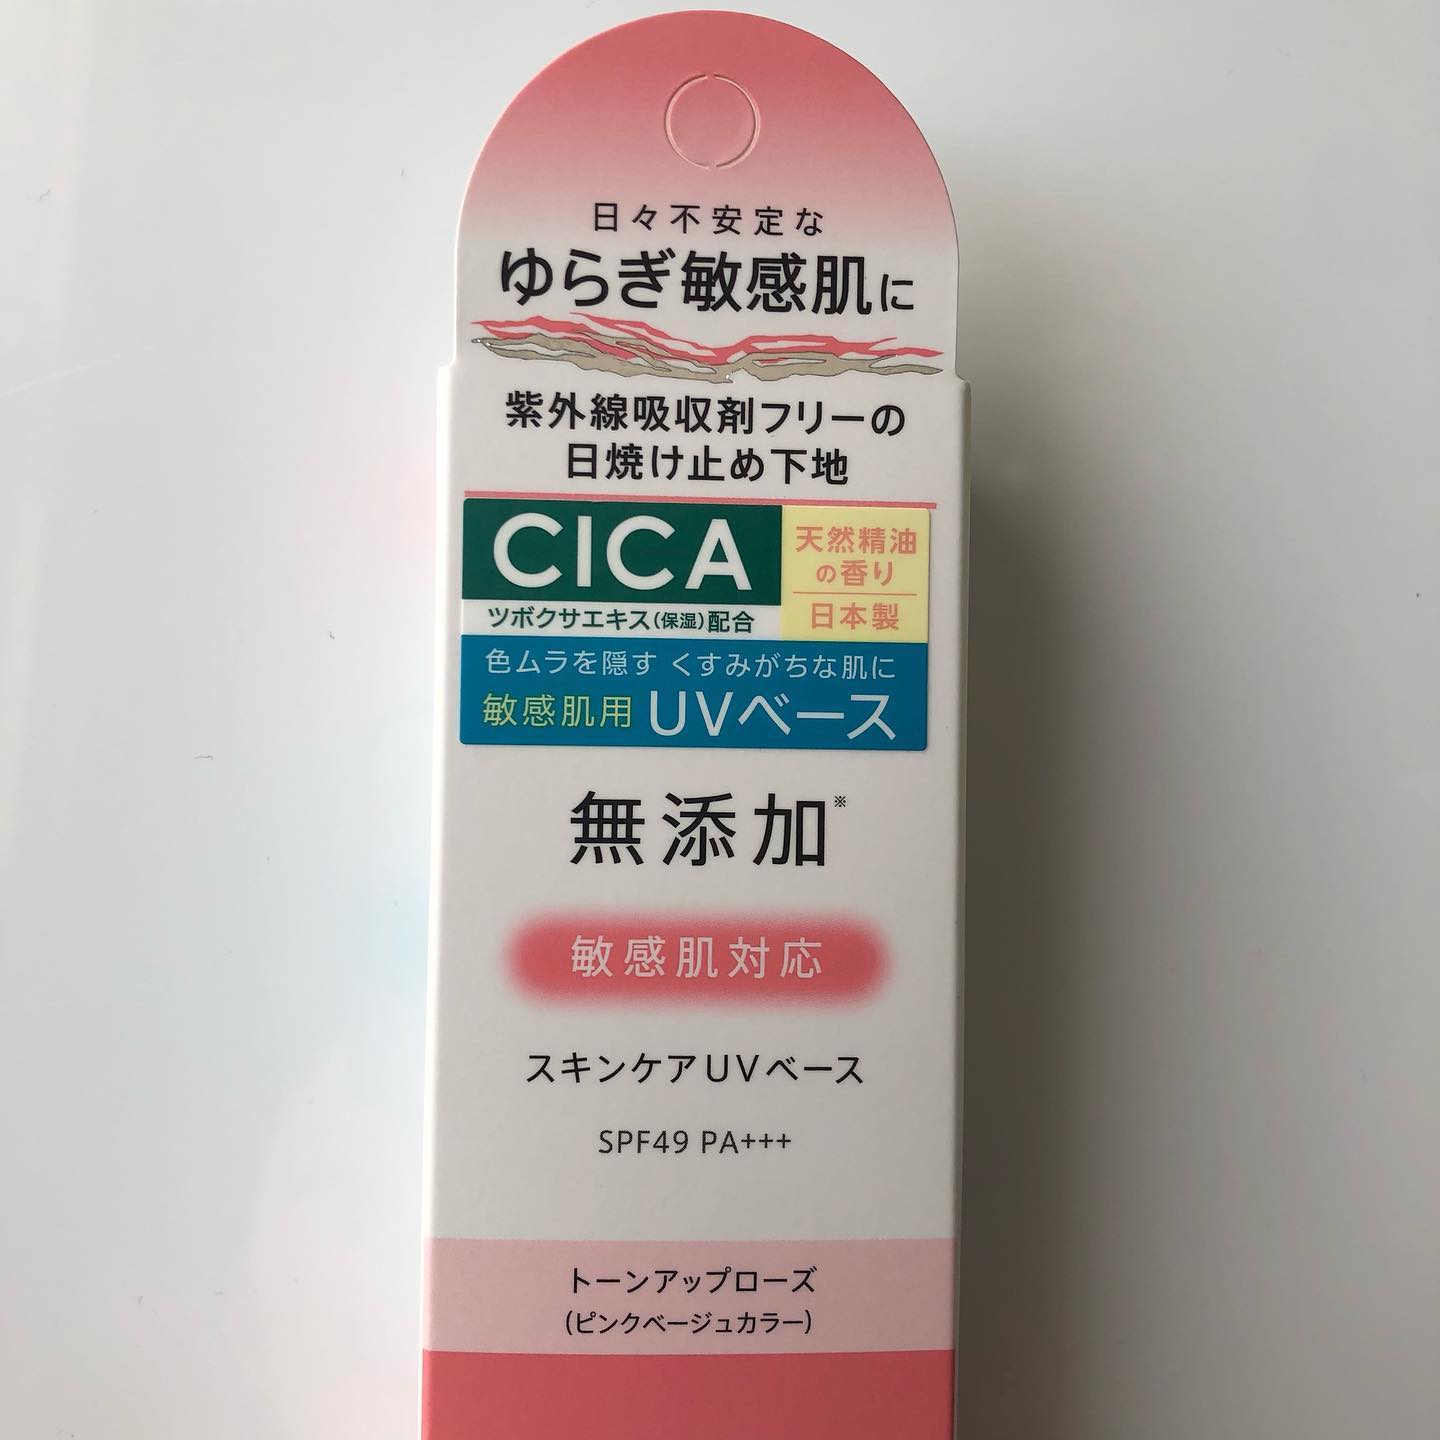 日々不安定な
ゆらぎ敏感肌に
紫外線吸収剤フリーの
日焼け止め下地
CICA
ツボクサエキス(保湿)配合
天然精油
の香り
日本製
色ムラを隠す くすみがちな肌に
敏感肌用 UVベース
無添加※
敏感肌対応
スキンケアUVベース
SPF49 PA+++
トーンアップローズ
(ピンクベージュカラー)